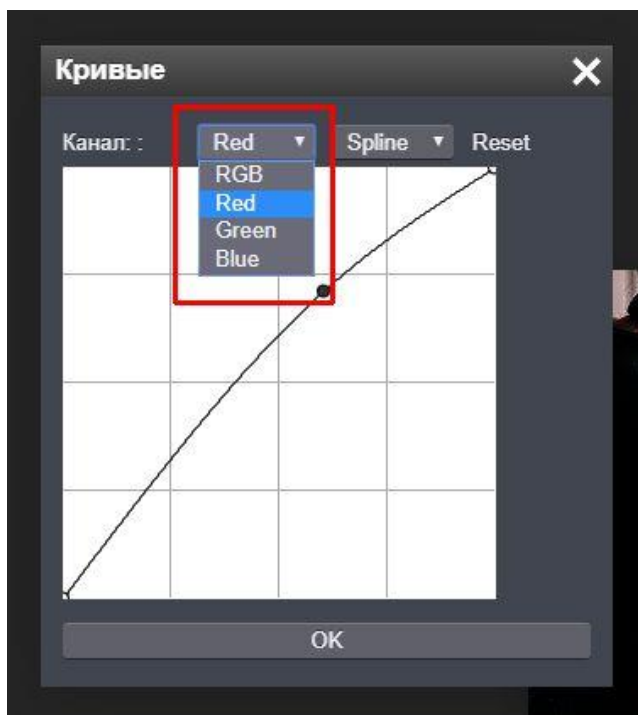 Кривые
Канал: : Red Spline Reset
RGB
Red
Green
Blue
OK